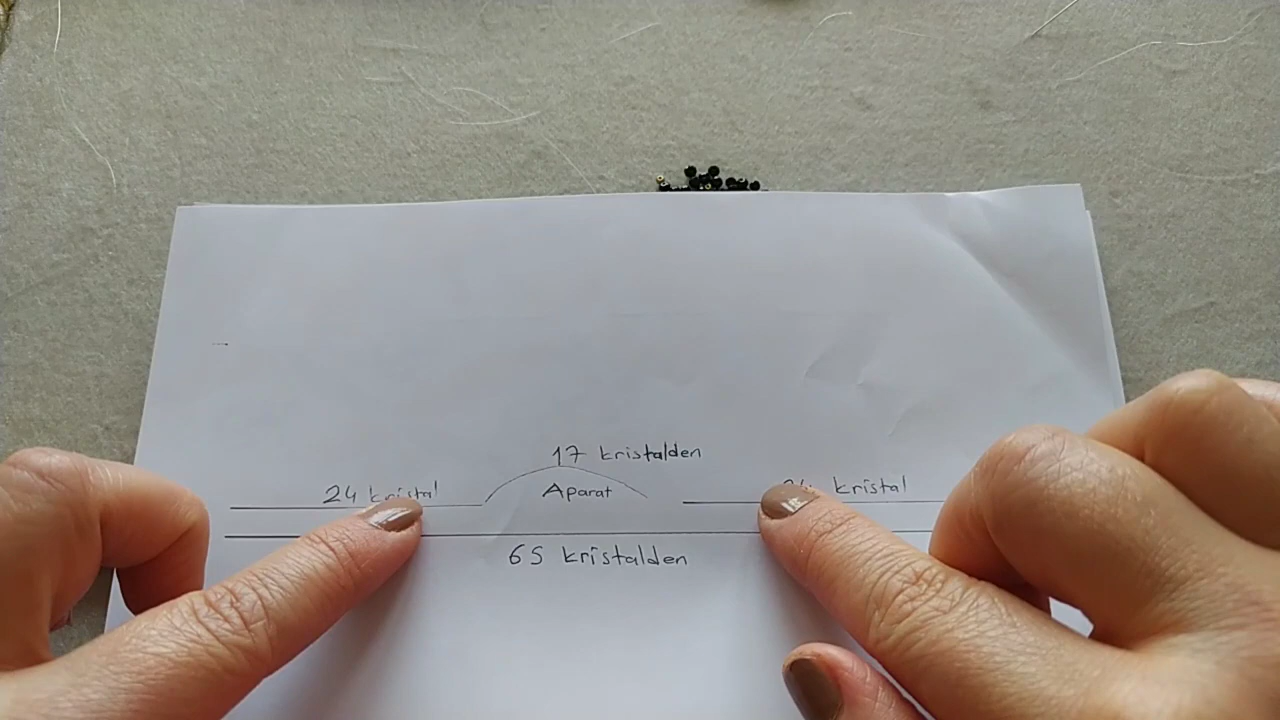 17 kristalden
24 kristal
Aparat
kristal
65 kristalden